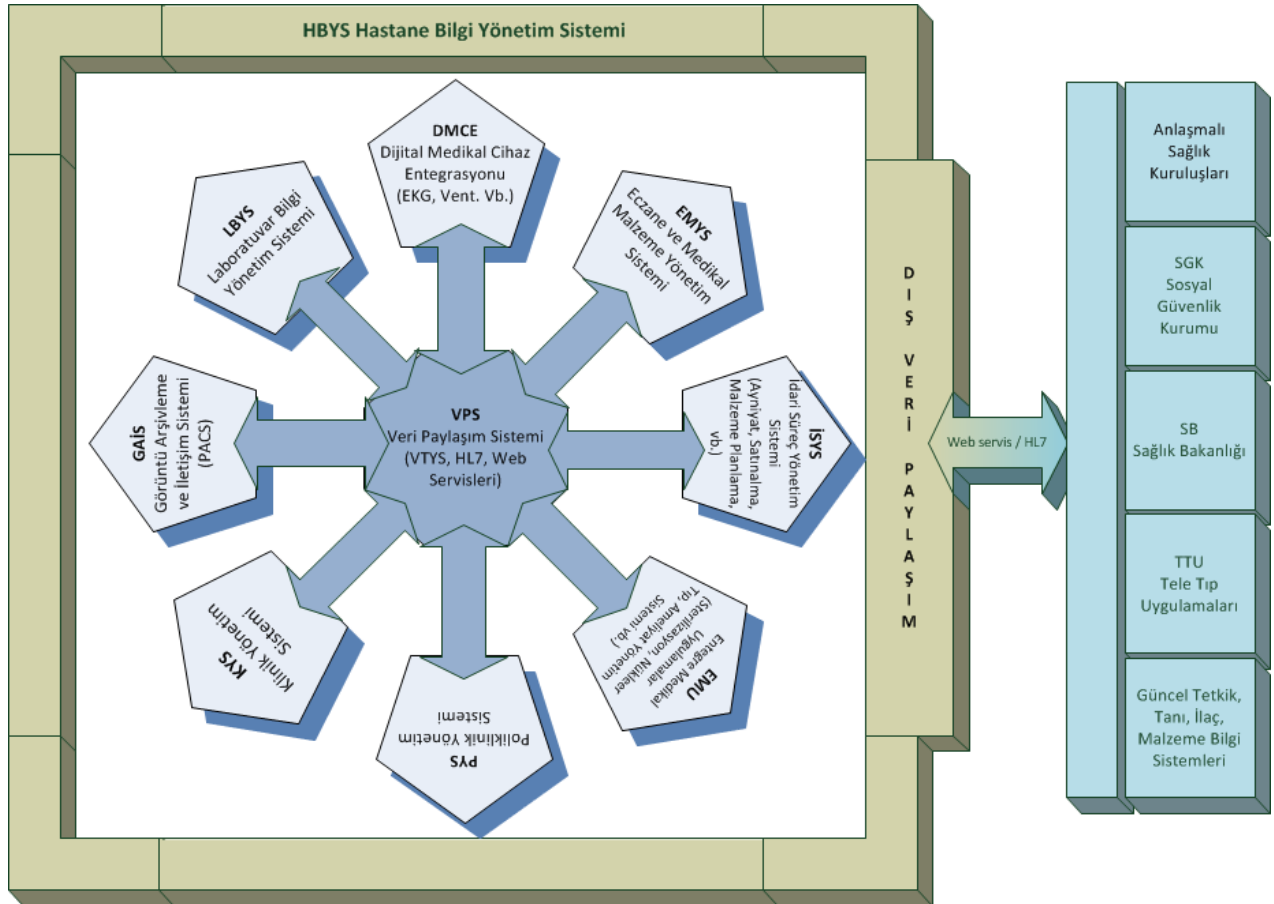 HBYS Hastane Bilgi Yönetim Sistemi
DMCE
Dijital Medikal Cihaz
Entegrasyonu
(EKG, Vent. Vb.)
EMYS
Eczane ve Medikal
Malzeme Yönetim
Sistemi
İSYS
İdari Süreç Yönetim
Sistemi
(Ayniyat, Satınalma,
Malzeme Planlama,
vb.)
EMU
Entegre Medikal
Uygulamalar
(Sterilizasyon, Nükleer
Tıp, Ameliyat Yönetim
Sistemi vb.)
PYS
Poliklinik Yönetim
Sistemi
KYS
Klinik Yönetim
Sistemi
GAİS
Görüntü Arşivleme
ve İletişim Sistemi
(PACS)
LBYS
Laboratuvar Bilgi
Yönetim Sistemi
VPS
Veri Paylaşım Sistemi
(VTYS, HL7, Web
Servisleri)
DIŞ VERİ PAYLAŞIM
Web servis / HL7
Anlaşmalı
Sağlık
Kuruluşları
SGK
Sosyal
Güvenlik
Kurumu
SB
Sağlık Bakanlığı
TTU
Tele Tıp
Uygulamaları
Güncel Tetkik,
Tanı, İlaç,
Malzeme Bilgi
Sistemleri